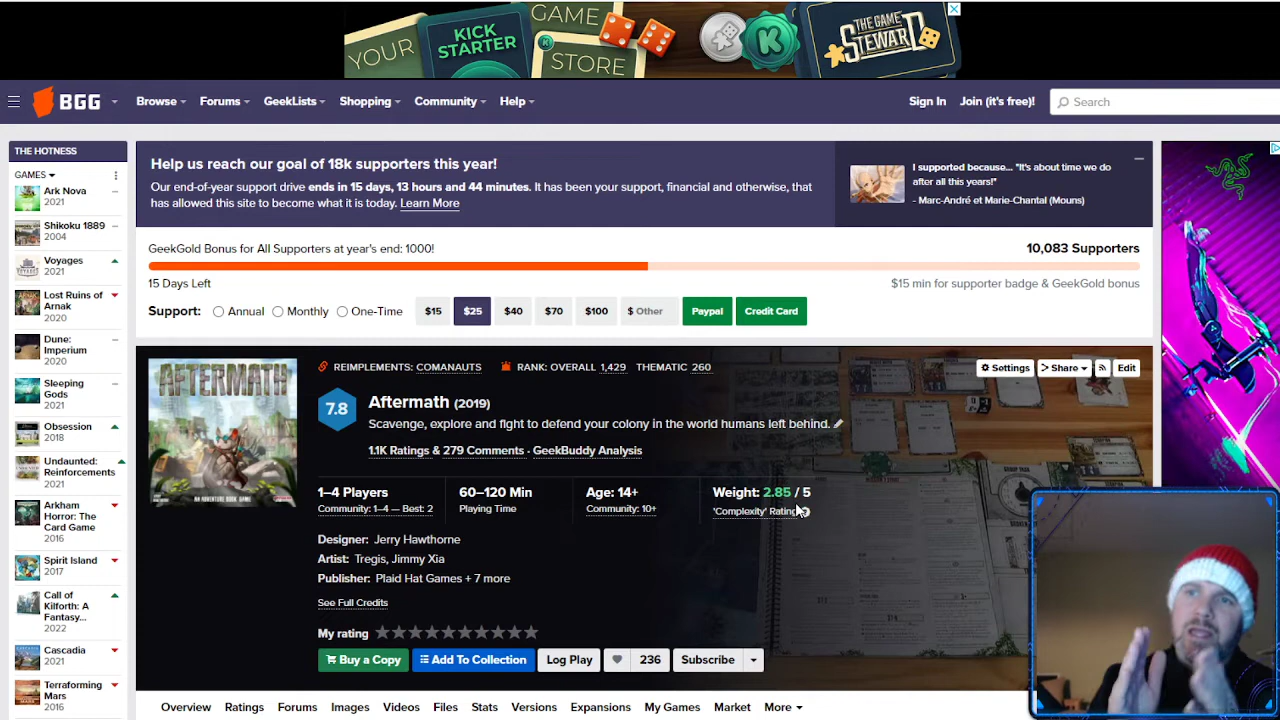 YOUR
KICK
STARTER
GAME
STORE
THE GAME
STEWARD
BGG
Browse
Forums
GeekLists
Shopping
Community
Help
Sign In
Join (it's free)!
Search
THE HOTNESS
GAMES
Ark Nova
2021
Shikoku 1889
2004
Voyages
2021
Lost Ruins of
Arnak
2020
Dune:
Imperium
2020
Sleeping
Gods
2021
Obsession
2018
Undaunted:
Reinforcements
2021
Arkham
Horror: The
Card Game
2016
Spirit Island
2017
Call of
Kilforth: A
Fantasy...
2022
Cascadia
2021
Terraforming
Mars
2016
Help us reach our goal of 18k supporters this year!
Our end-of-year support drive ends in 15 days, 13 hours and 44 minutes. It has been your support, financial and otherwise, that
has allowed this site to become what it is today. Learn More
I supported because... "It's about time we do
after all this years!"
- Marc-André et Marie-Chantal (Mouns)
GeekGold Bonus for All Supporters at year's end: 1000!
10,083 Supporters
15 Days Left
$15 min for supporter badge & GeekGold bonus
Support:
Annual
Monthly
One-Time
$15
$25
$40
$70
$100
$ Other
Paypal
Credit Card
AFTERMATH
AN ADVENTURE BOOK GAME
REIMPLEMENTS: COMANAUTS
RANK: OVERALL 1,429 THEMATIC 260
Settings
Share
Edit
7.8
Aftermath (2019)
Scavenge, explore and fight to defend your colony in the world humans left behind.
1.1K Ratings & 279 Comments - GeekBuddy Analysis
1–4 Players
Community: 1–4 — Best: 2
60–120 Min
Playing Time
Age: 14+
Community: 10+
Weight: 2.85 / 5
'Complexity' Rating
Designer: Jerry Hawthorne
Artist: Tregis, Jimmy Xia
Publisher: Plaid Hat Games + 7 more
See Full Credits
My rating
Buy a Copy
Add To Collection
Log Play
236
Subscribe
Overview
Ratings
Forums
Images
Videos
Files
Stats
Versions
Expansions
My Games
Market
More